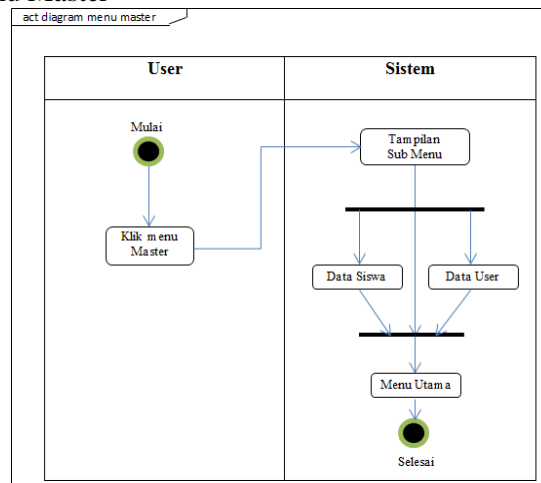 act diagram menu master
User
Sistem
Mulai
Tampilan
Sub Menu
Klik menu
Master
Data Siswa
Data User
Menu Utama
Selesai